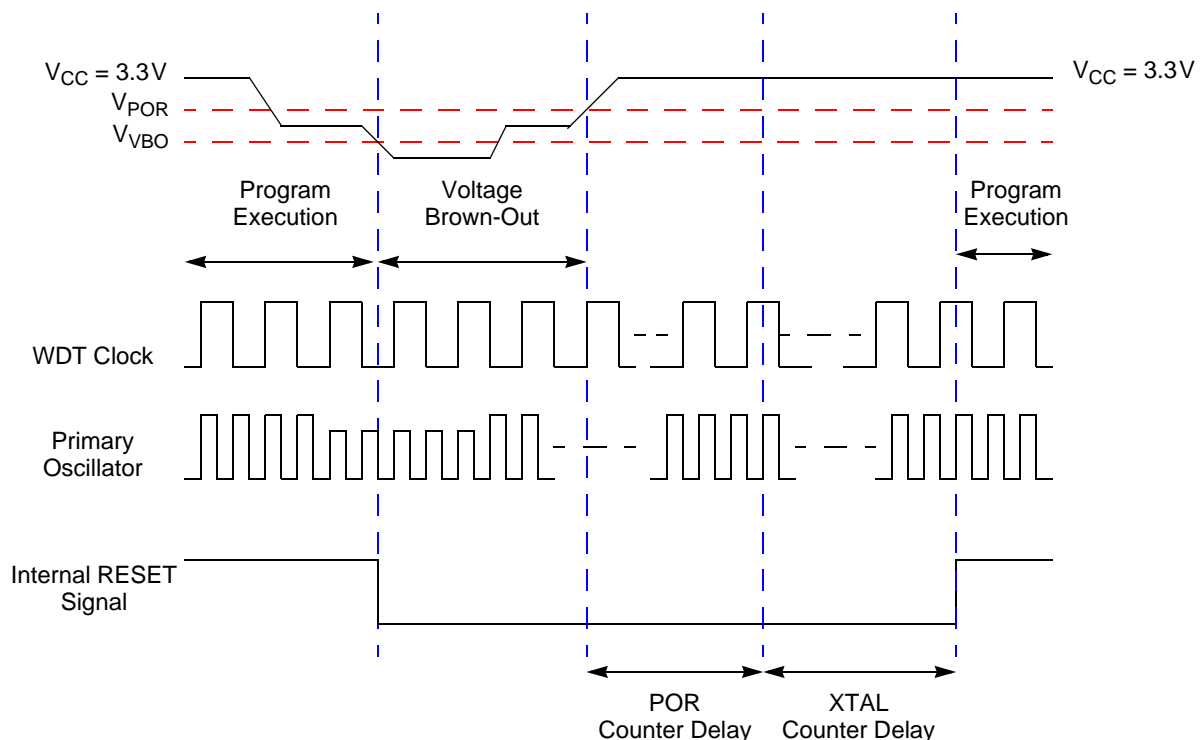 VCC = 3.3V
VCC = 3.3V
VPOR
VVBO
Program
Execution
Voltage
Brown-Out
Program
Execution
WDT Clock
Primary
Oscillator
Internal RESET
Signal
POR
Counter Delay
XTAL
Counter Delay